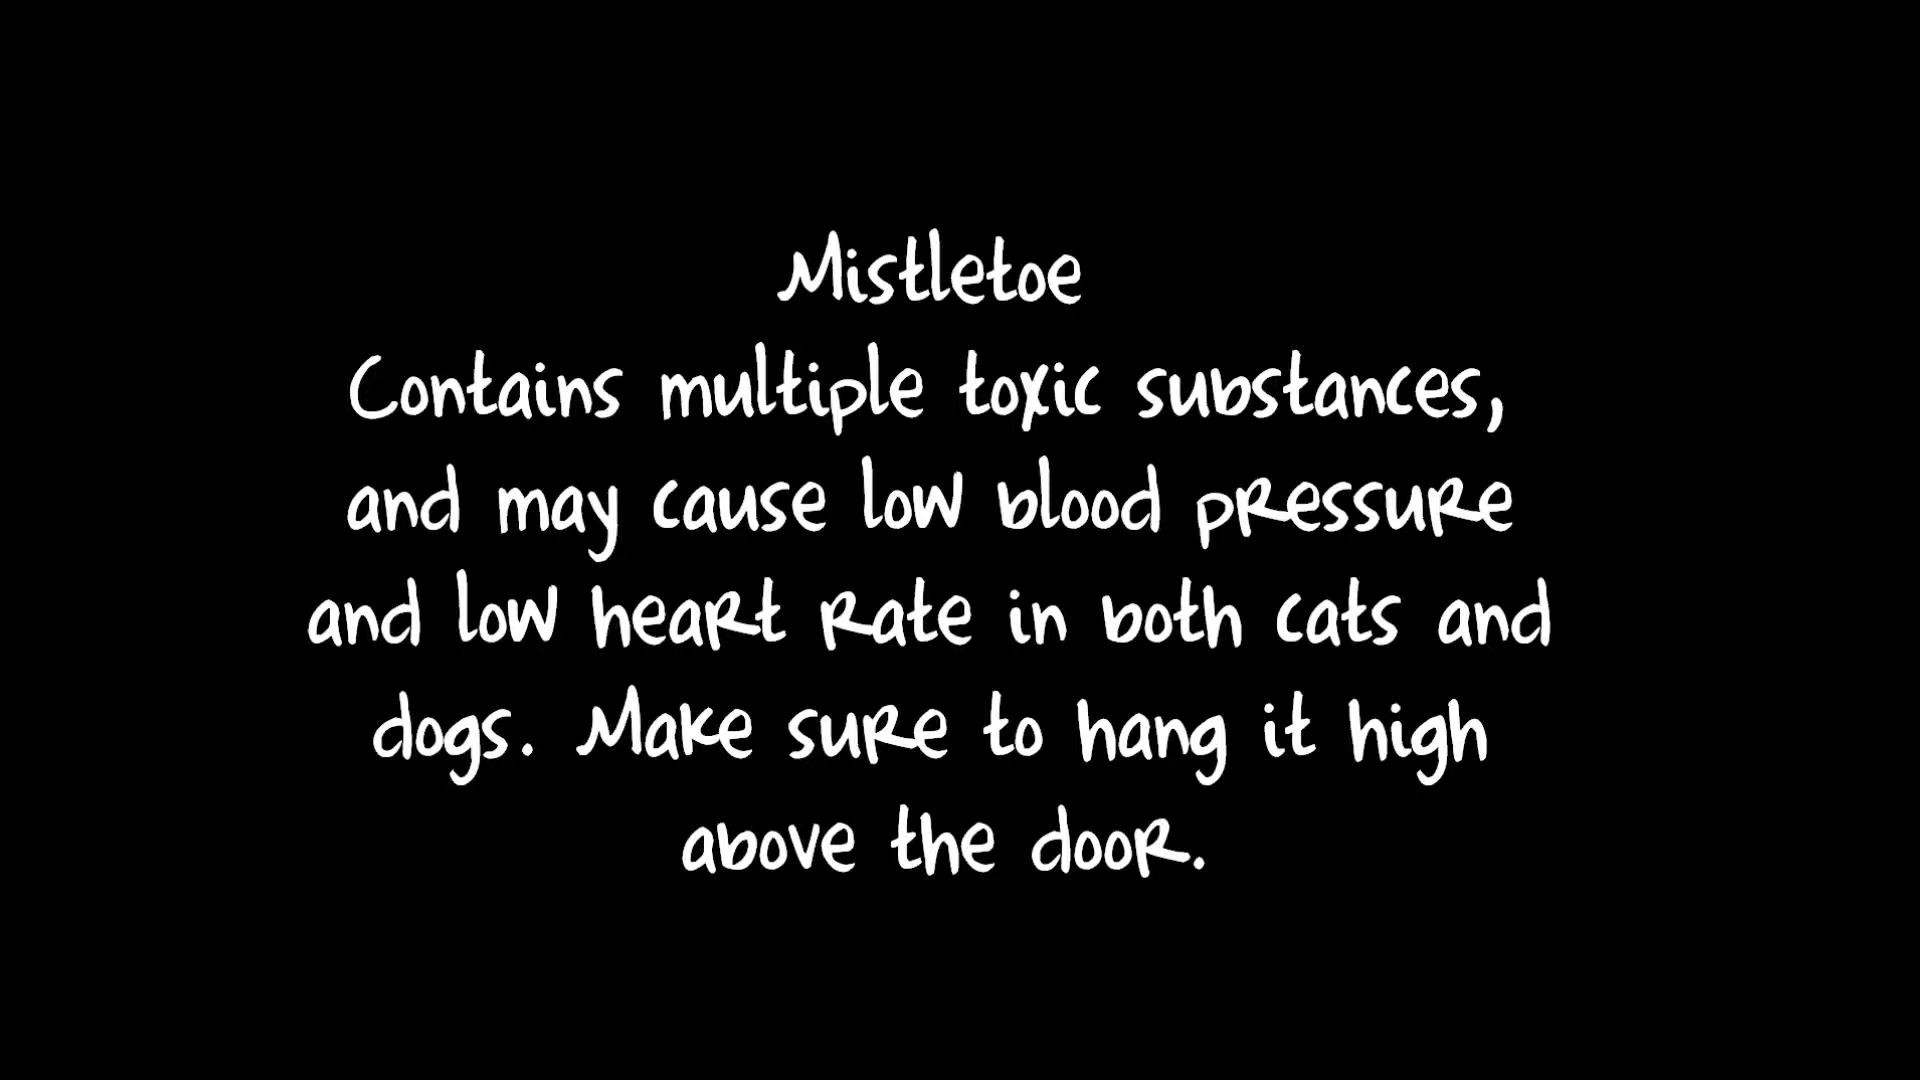 Mistletoe
Contains multiple toxic substances,
and may cause low blood pressure
and low heart rate in both cats and
dogs. Make sure to hang it high
above the door.